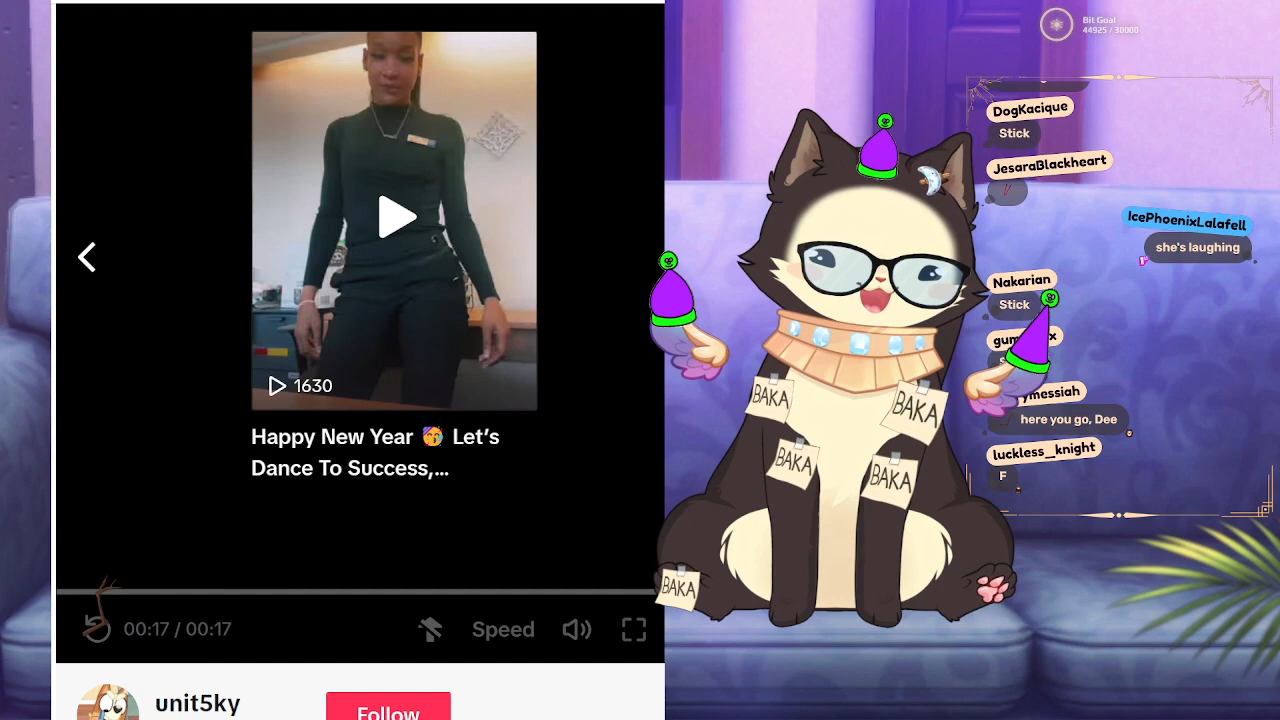 1630
Happy New Year 🥳 Let's
Dance To Success,...
00:17 / 00:17
Speed
unit5ky
Follow
Bit Goal
44925 / 30000
DogKacique
Stick
JesaraBlackheart
IcePhoenixLalafell
she's laughing
Nakarian
Stick
here you go, Dee
luckless__knight
F
BAKA
BAKA
BAKA
BAKA
BAKA